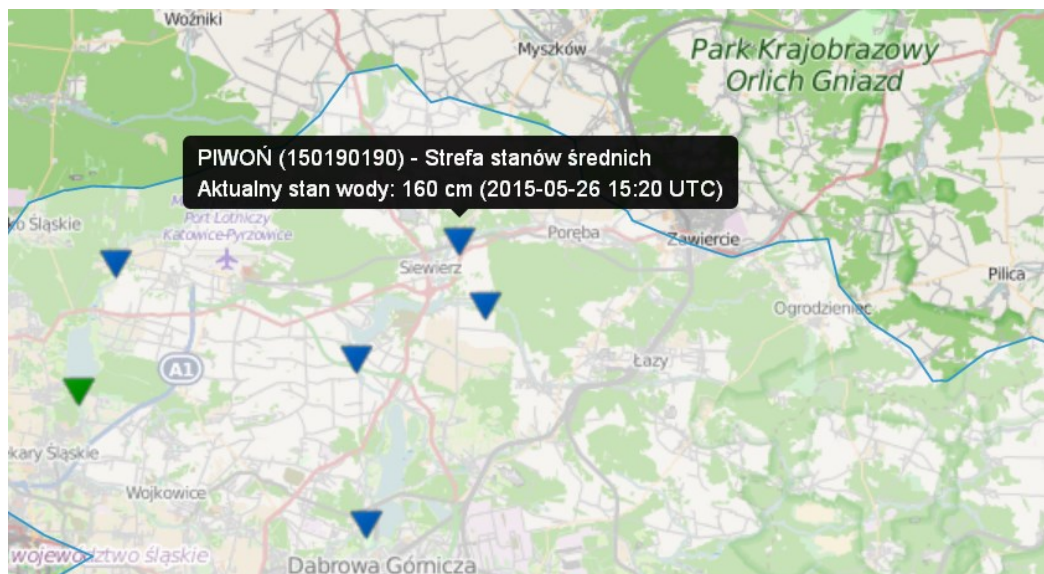 Woźniki
Myszków
Park Krajobrazowy
Orlich Gniazd
PIWOŃ (150190190) - Strefa stanów średnich
Aktualny stan wody: 160 cm (2015-05-26 15:20 UTC)
Śląskie
Port Lotniczy
Katowice-Pyrzowice
Poręba
Zawiercie
Siewierz
Pilica
Ogrodzieniec
Łazy
A1
kary Śląskie
Wojkowice
województwo śląskie
Dąbrowa Górnicza